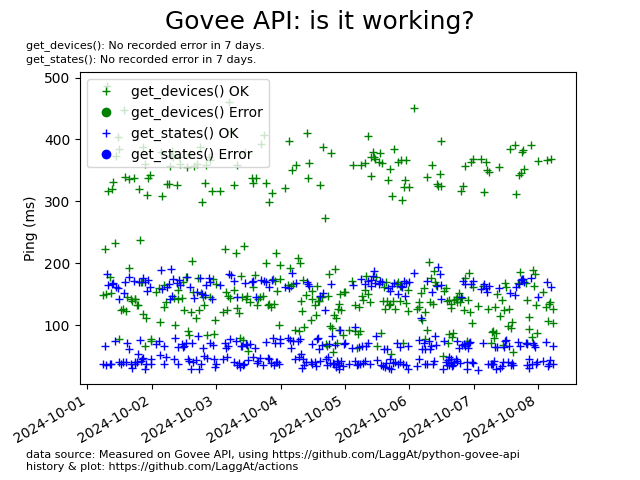 Govee API: is it working?
get_devices(): No recorded error in 7 days.
get_states(): No recorded error in 7 days.
500
400
300
200
100
Ping (ms)
get_devices() OK
get_devices() Error
get_states() OK
get_states() Error
2024-10-01
2024-10-02
2024-10-03
2024-10-04
2024-10-05
2024-10-06
2024-10-07
2024-10-08
data source: Measured on Govee API, using https://github.com/LaggAt/python-govee-api
history & plot: https://github.com/LaggAt/actions